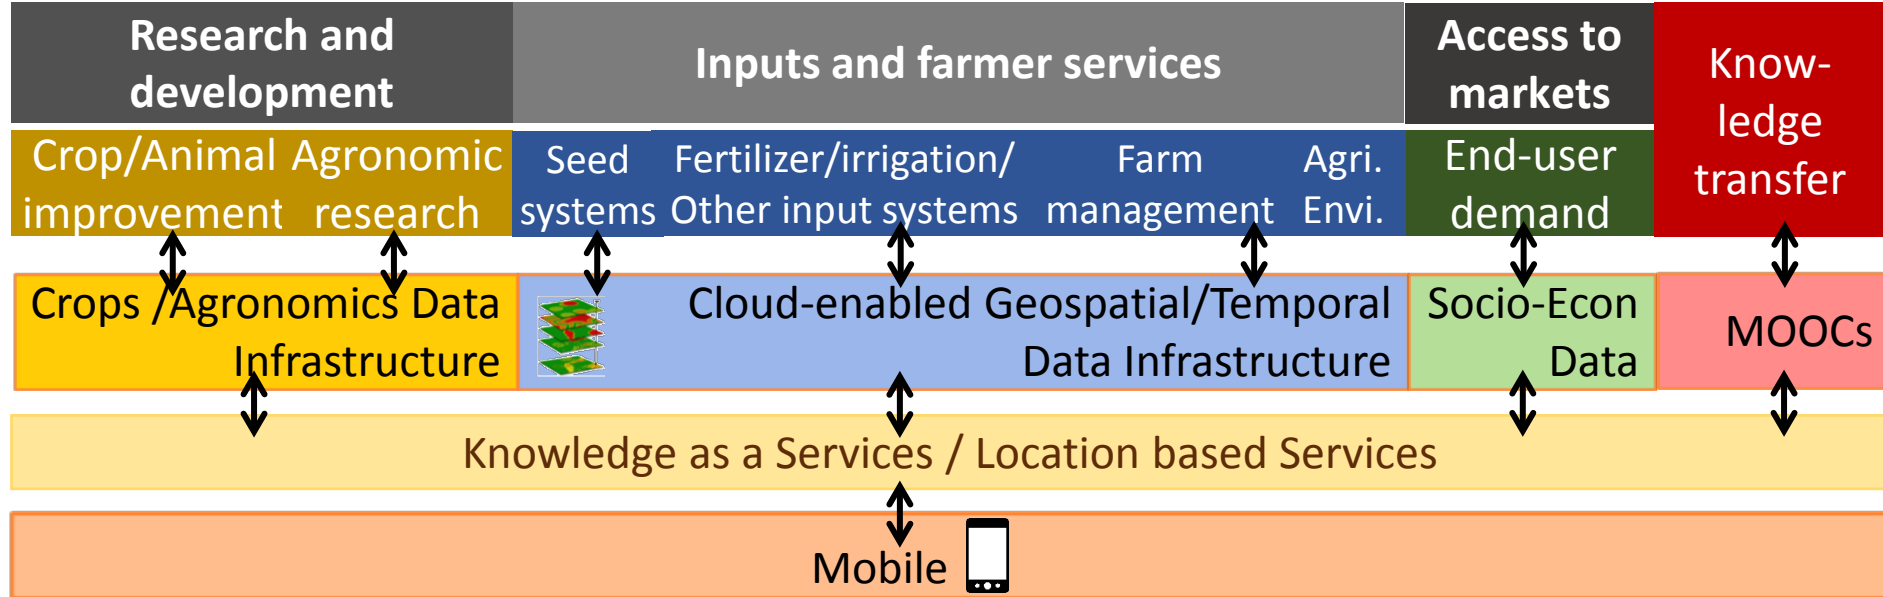 Research and
development
Inputs and farmer services
Access to
markets
Know-
ledge
transfer
Crop/Animal
improvement
Agronomic
research
Seed
systems
Fertilizer/irrigation/
Other input systems
Farm
management
Agri.
Envi.
End-user
demand
Crops /Agronomics Data
Infrastructure
Cloud-enabled Geospatial/Temporal
Data Infrastructure
Socio-Econ
Data
MOOCs
Knowledge as a Services / Location based Services
Mobile